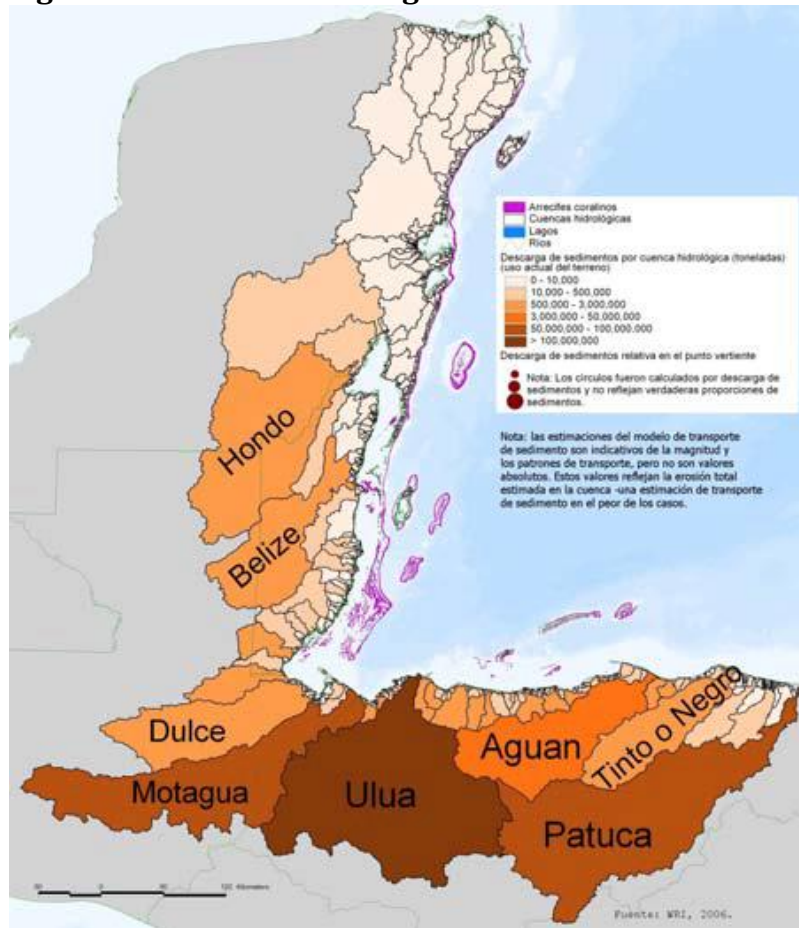 Arrecifes coralinos
Cuencas hidrológicas
Lagos
Ríos
Descarga de sedimentos por cuenca hidrológica (toneladas)
(uso actual del terreno)
0 - 10,000
10,000 - 500,000
500,000 - 3,000,000
3,000,000 - 50,000,000
50,000,000 - 100,000,000
> 100,000,000
Descarga de sedimentos relativa en el punto vertiente
Nota: Los círculos fueron calculados por descarga de
sedimentos y no reflejan verdaderas proporciones de
sedimentos.
Nota: las estimaciones del modelo de transporte
de sedimento son indicativos de la magnitud y
los patrones de transporte, pero no son valores
absolutos. Estos valores reflejan la erosión total
estimada en la cuenca -una estimación de transporte
de sedimento en el peor de los casos.
Hondo
Belize
Dulce
Motagua
Ulua
Aguan
Tinto o Negro
Patuca
0
120 Kilometers
Fuente: WRI, 2006.